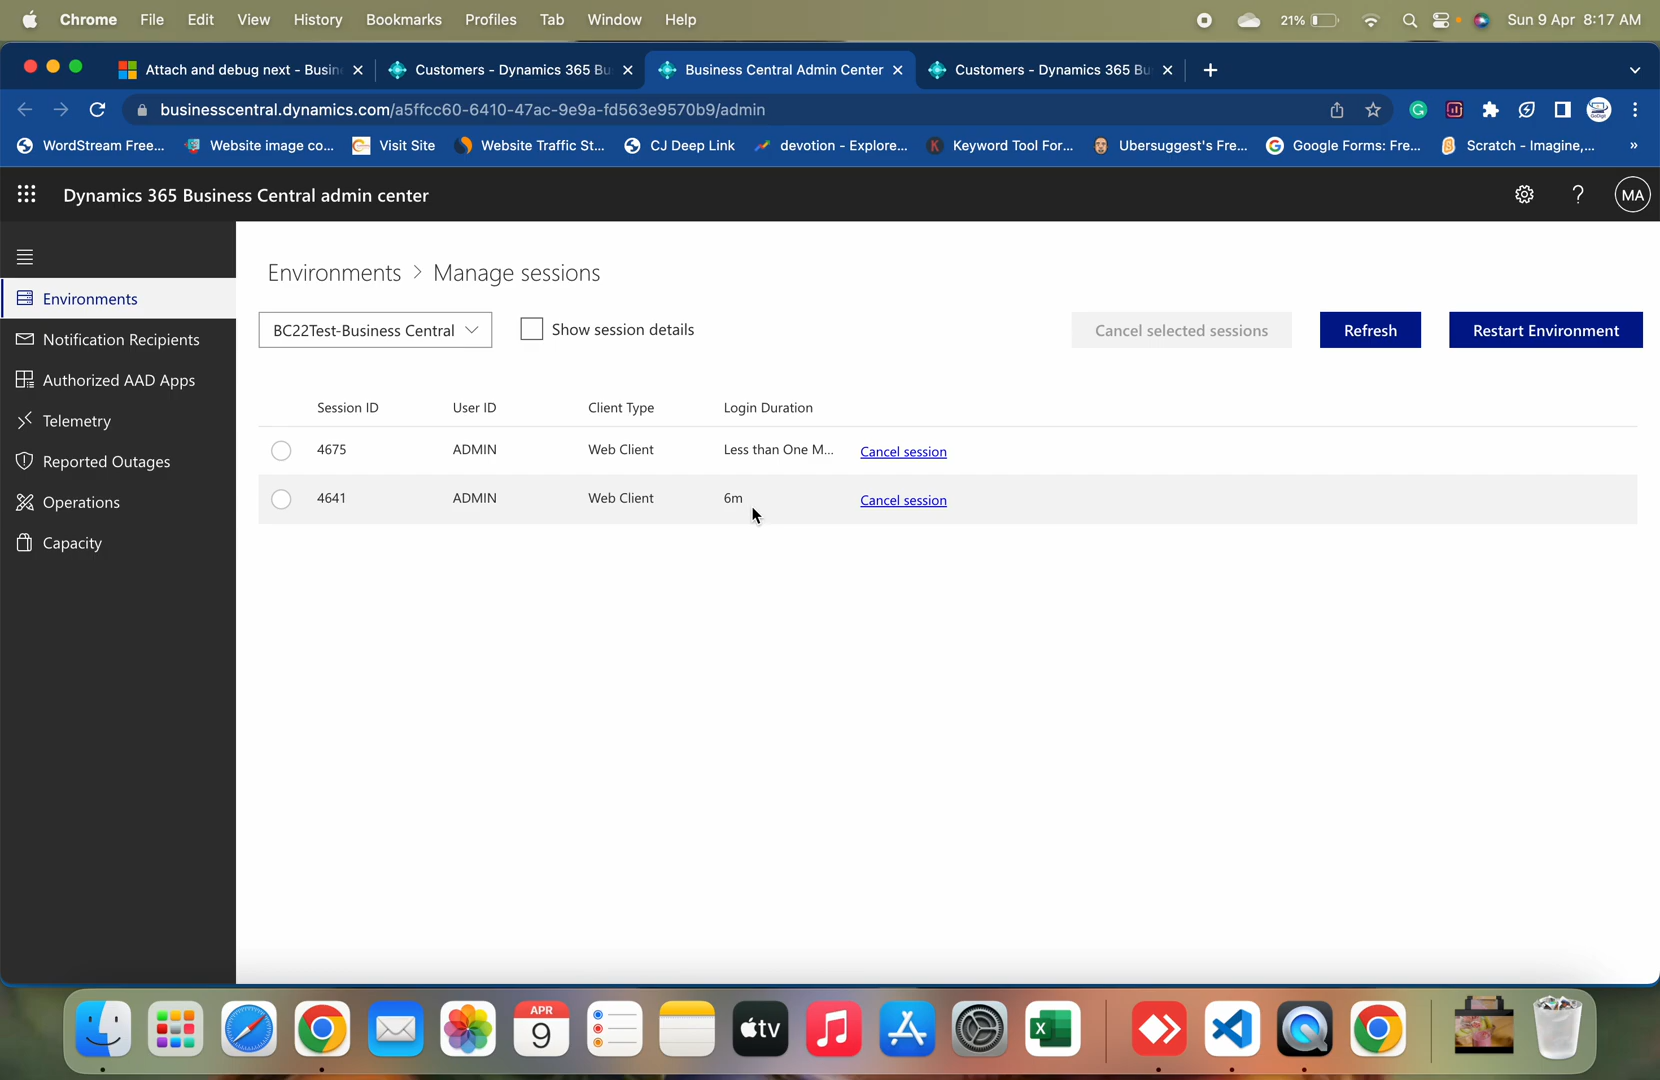 Chrome File Edit View History Bookmarks Profiles Tab Window Help 21% Sun 9 Apr 8:17 AM
Attach and debug next - Busin Customers - Dynamics 365 Bu Business Central Admin Center Customers - Dynamics 365 Bu
businesscentral.dynamics.com/a5ffcc60-6410-47ac-9e9a-fd563e9570b9/admin
WordStream Free... Website image co... Visit Site Website Traffic St... CJ Deep Link devotion - Explore... Keyword Tool For... Ubersuggest's Fre... Google Forms: Fre... Scratch - Imagine,... »
Dynamics 365 Business Central admin center ? MA
Environments > Manage sessions
Environments
Notification Recipients
Authorized AAD Apps
Telemetry
Reported Outages
Operations
Capacity
BC22Test-Business Central Show session details Cancel selected sessions Refresh Restart Environment
Session ID User ID Client Type Login Duration
4675 ADMIN Web Client Less than One M... Cancel session
4641 ADMIN Web Client 6m Cancel session
APR
9
tv
X